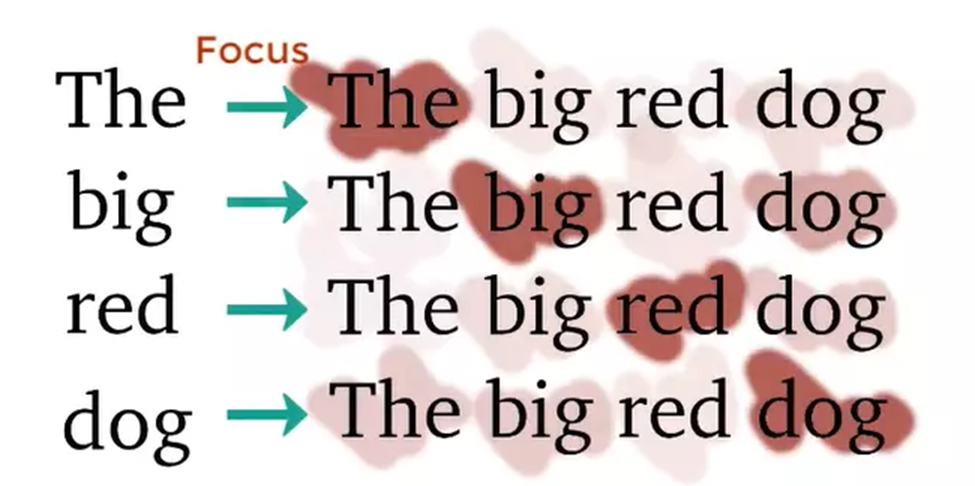 Focus
The → The big red dog
big → The big red dog
red → The big red dog
dog → The big red dog